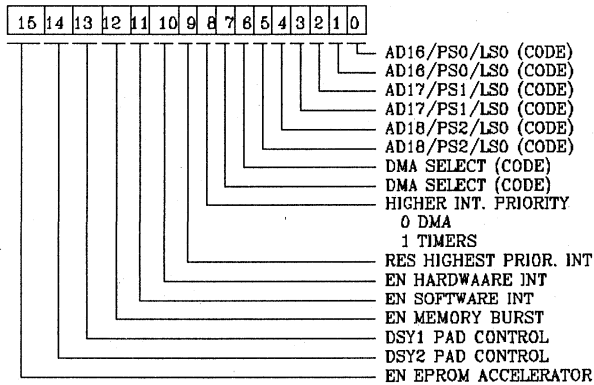 15 14 13 12 11 10 9 8 7 6 5 4 3 2 1 0
AD16/PS0/LS0 (CODE)
AD16/PS0/LS0 (CODE)
AD17/PS1/LS0 (CODE)
AD17/PS1/LS0 (CODE)
AD18/PS2/LS0 (CODE)
AD18/PS2/LS0 (CODE)
DMA SELECT (CODE)
DMA SELECT (CODE)
HIGHER INT. PRIORITY
0 DMA
1 TIMERS
RES HIGHEST PRIOR. INT
EN HARDWAARE INT
EN SOFTWARE INT
EN MEMORY BURST
DSY1 PAD CONTROL
DSY2 PAD CONTROL
EN EPROM ACCELERATOR